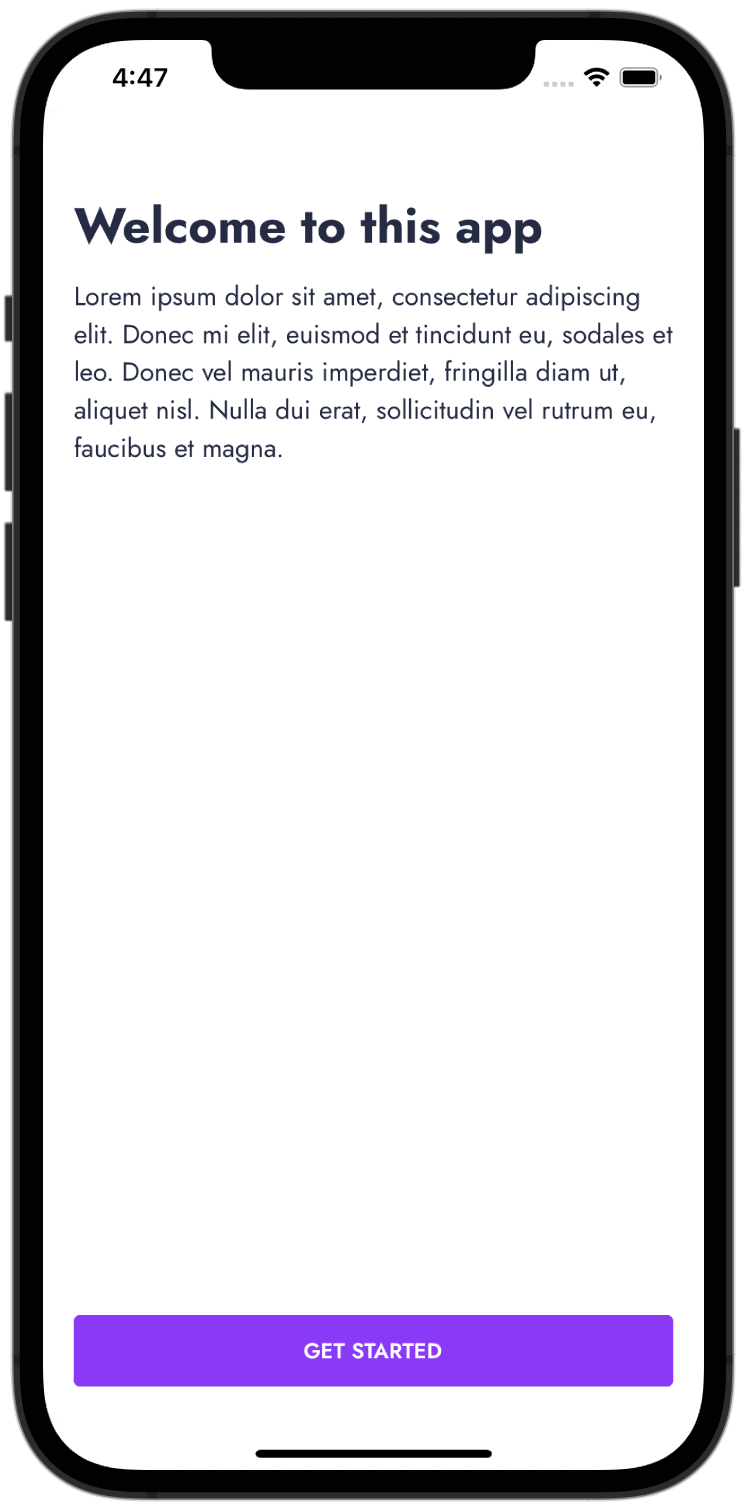 4:47
Welcome to this app
Lorem ipsum dolor sit amet, consectetur adipiscing
elit. Donec mi elit, euismod et tincidunt eu, sodales et
leo. Donec vel mauris imperdiet, fringilla diam ut,
aliquet nisl. Nulla dui erat, sollicitudin vel rutrum eu,
faucibus et magna.
GET STARTED